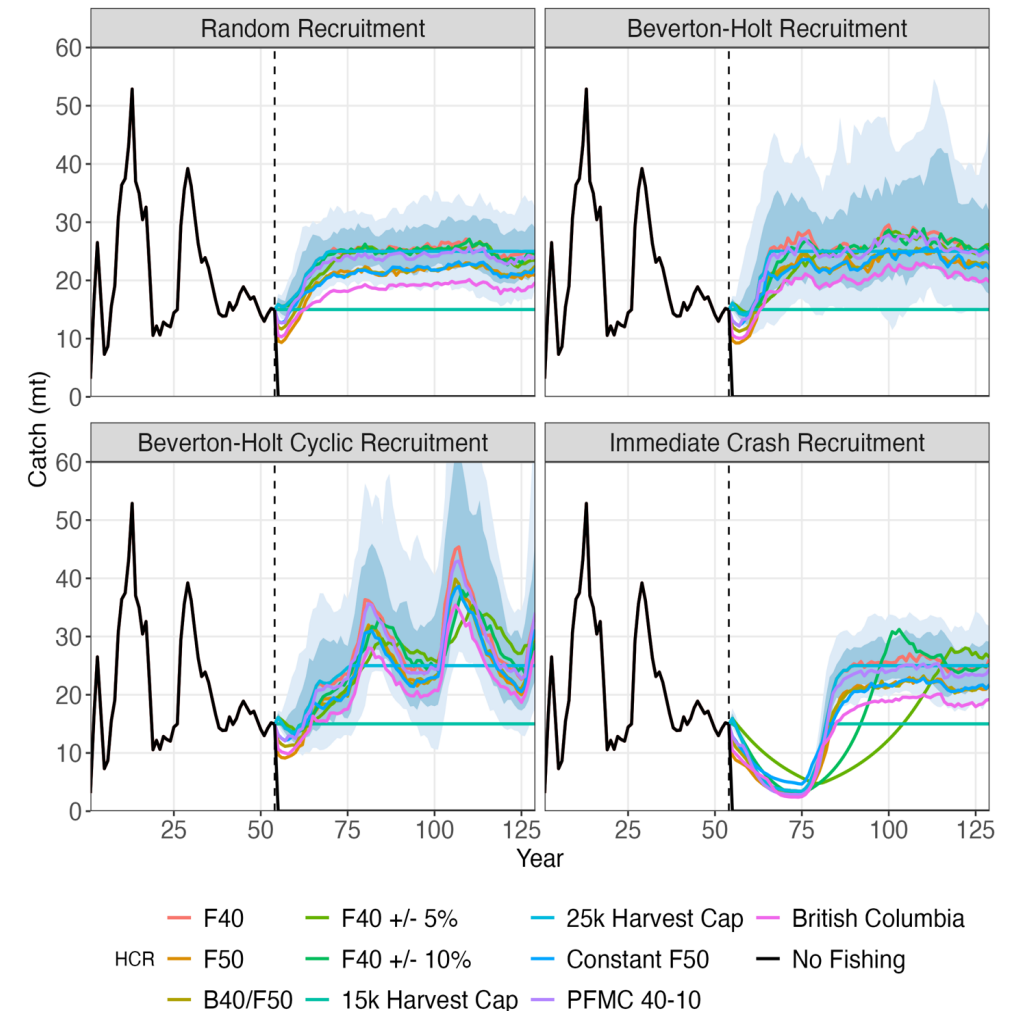 Random Recruitment
Beverton-Holt Recruitment
60
50
40
30
20
10
0
Catch (mt)
Beverton-Holt Cyclic Recruitment
Immediate Crash Recruitment
60
50
40
30
20
10
0
25 50 75 100 125
25 50 75 100 125
Year
HCR
F40
F40 +/- 5%
25k Harvest Cap
British Columbia
F50
F40 +/- 10%
Constant F50
No Fishing
B40/F50
15k Harvest Cap
PFMC 40-10